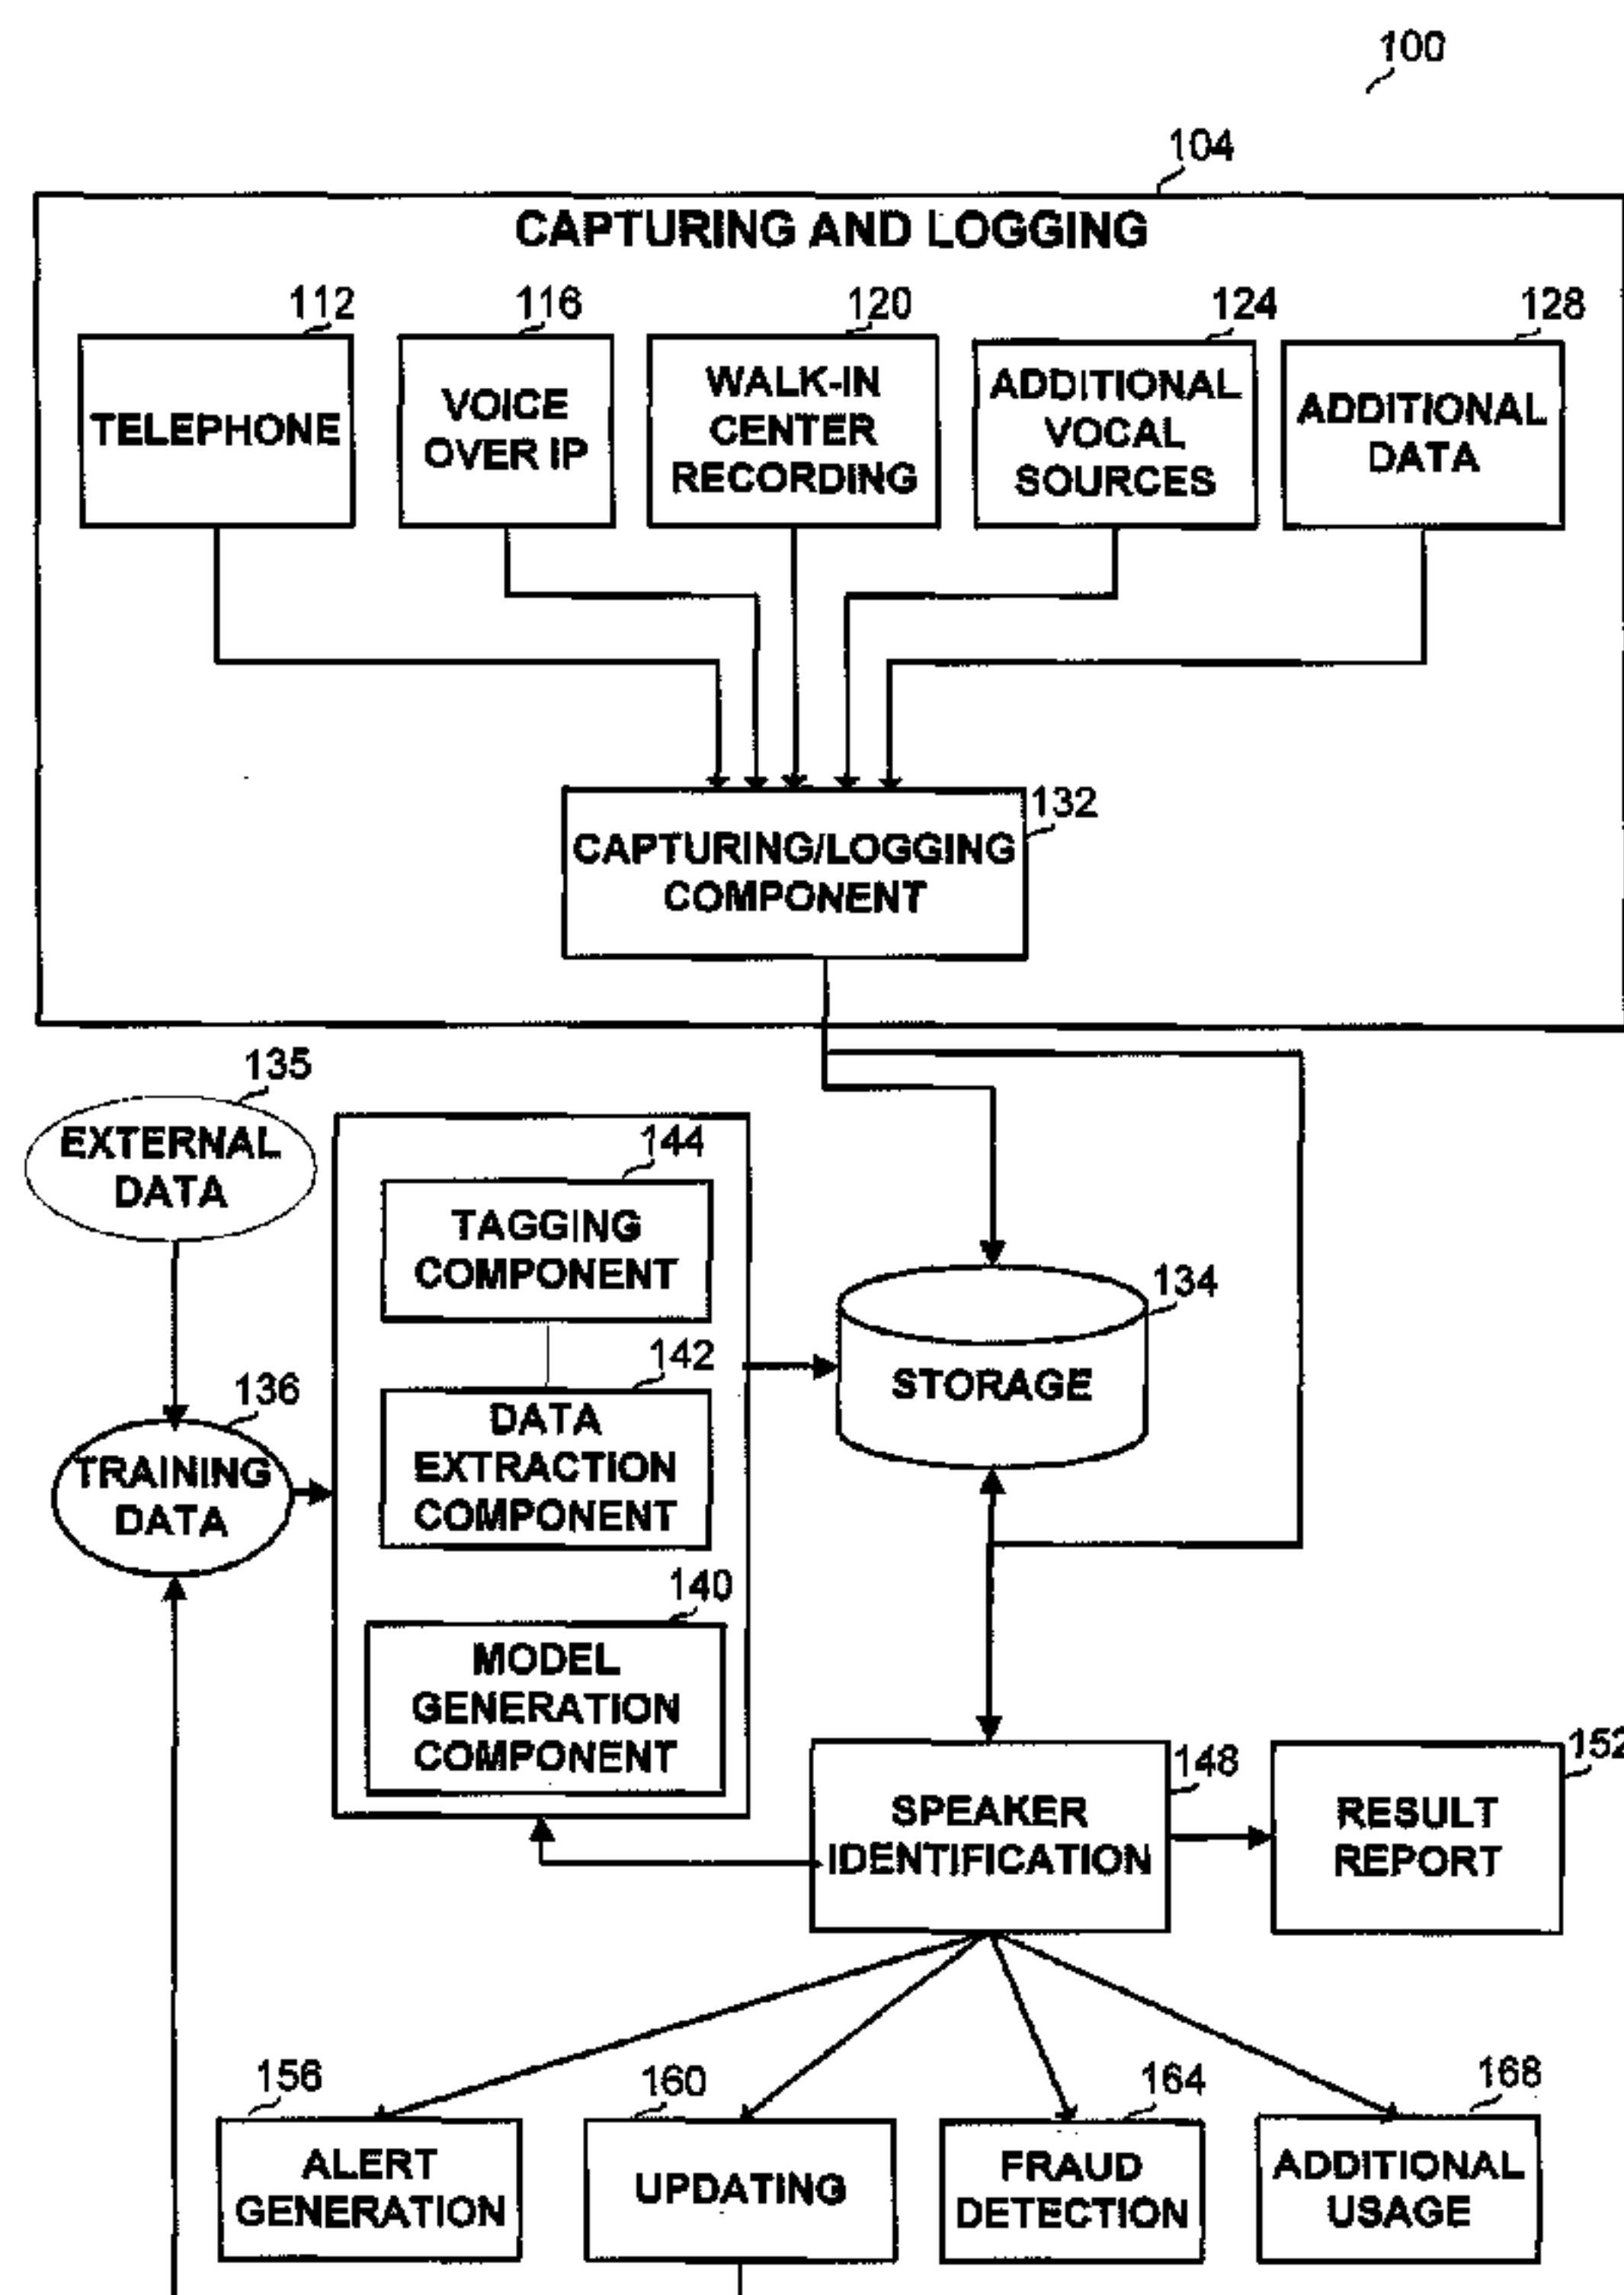 100
104
CAPTURING AND LOGGING
112
116
120
124
128
TELEPHONE
VOICE
OVER IP
WALK-IN
CENTER
RECORDING
ADDITIONAL
VOCAL
SOURCES
ADDITIONAL
DATA
132
CAPTURING/LOGGING
COMPONENT
135
EXTERNAL
DATA
144
TAGGING
COMPONENT
134
STORAGE
142
DATA
EXTRACTION
COMPONENT
136
TRAINING
DATA
140
MODEL
GENERATION
COMPONENT
148
SPEAKER
IDENTIFICATION
152
RESULT
REPORT
156
160
164
168
ALERT
GENERATION
UPDATING
FRAUD
DETECTION
ADDITIONAL
USAGE